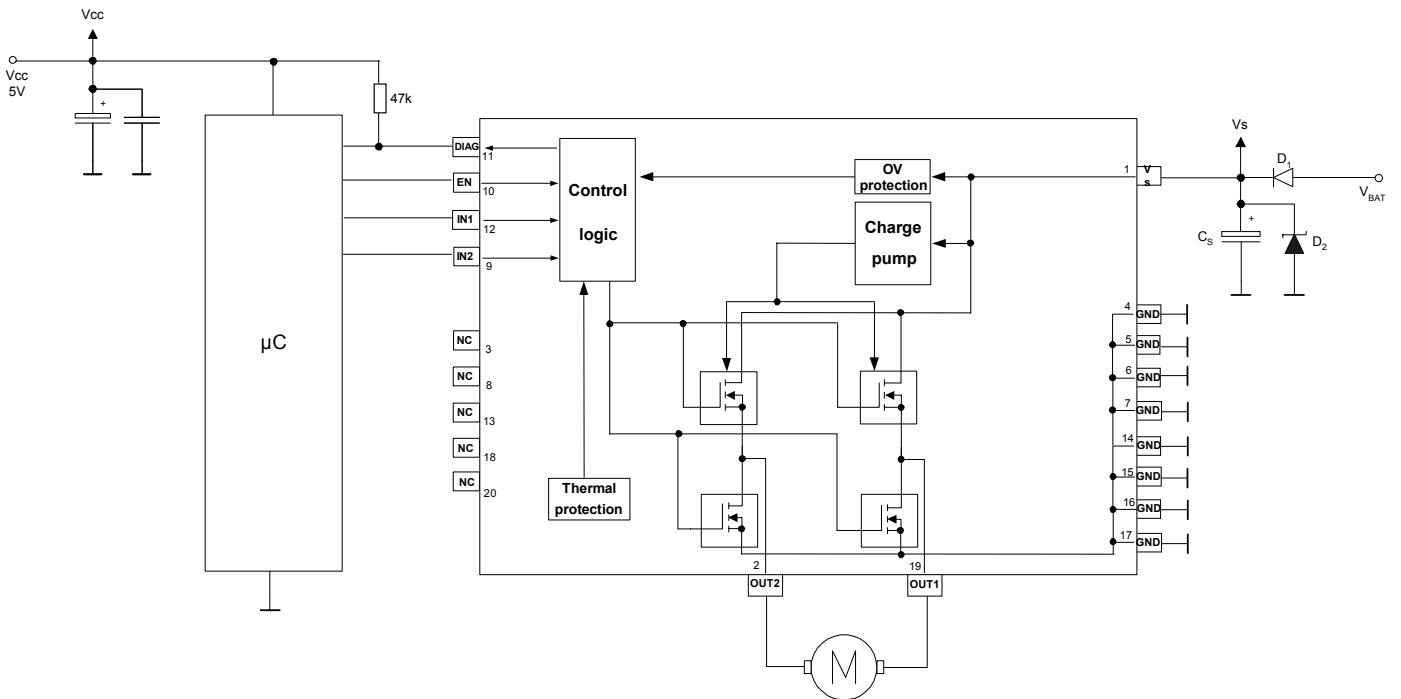 Vcc
Vcc
5V
+
47k
µC
DIAG
11
EN
10
IN1
12
IN2
9
NC
3
NC
8
NC
13
NC
18
NC
20
Control
logic
Thermal
protection
OV
protection
Charge
pump
1
V
s
Vs
D1
VBAT
+
CS
D2
4
GND
5
GND
6
GND
7
GND
14
GND
15
GND
16
GND
17
GND
2
OUT2
19
OUT1
M